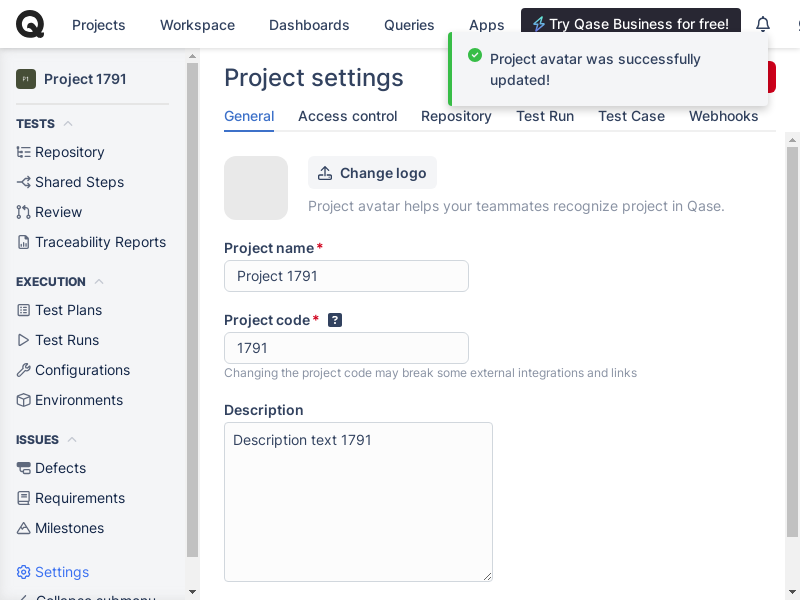 Projects
Workspace
Dashboards
Queries
Apps
Try Qase Business for free!
Project avatar was successfully
updated!
P1
Project 1791
TESTS
Repository
Shared Steps
Review
Traceability Reports
EXECUTION
Test Plans
Test Runs
Configurations
Environments
ISSUES
Defects
Requirements
Milestones
Settings
Collapse submenu
Project settings
General
Access control
Repository
Test Run
Test Case
Webhooks
Change logo
Project avatar helps your teammates recognize project in Qase.
Project name *
Project 1791
Project code * ?
1791
Changing the project code may break some external integrations and links
Description
Description text 1791